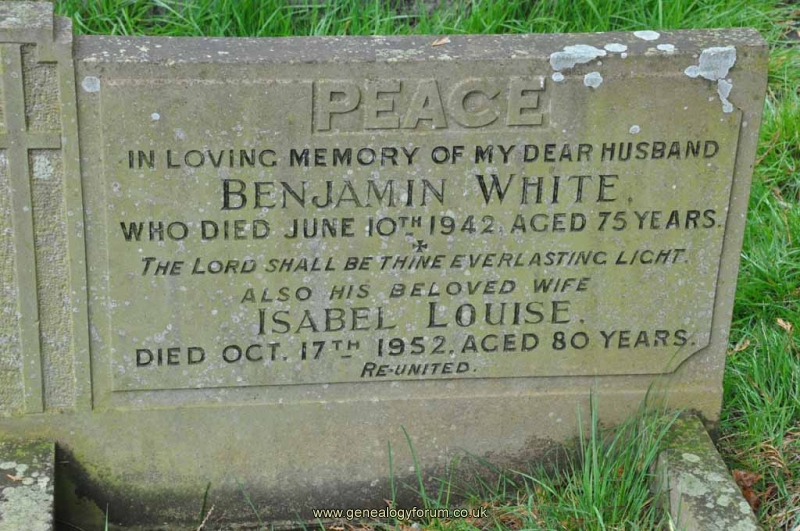 PEACE
IN LOVING MEMORY OF MY DEAR HUSBAND
BENJAMIN WHITE,
WHO DIED JUNE 10TH 1942, AGED 75 YEARS.
THE LORD SHALL BE THINE EVERLASTING LIGHT.
ALSO HIS BELOVED WIFE
ISABEL LOUISE.
DIED OCT. 17TH 1952, AGED 80 YEARS.
RE-UNITED.
www.genealogyforum.co.uk